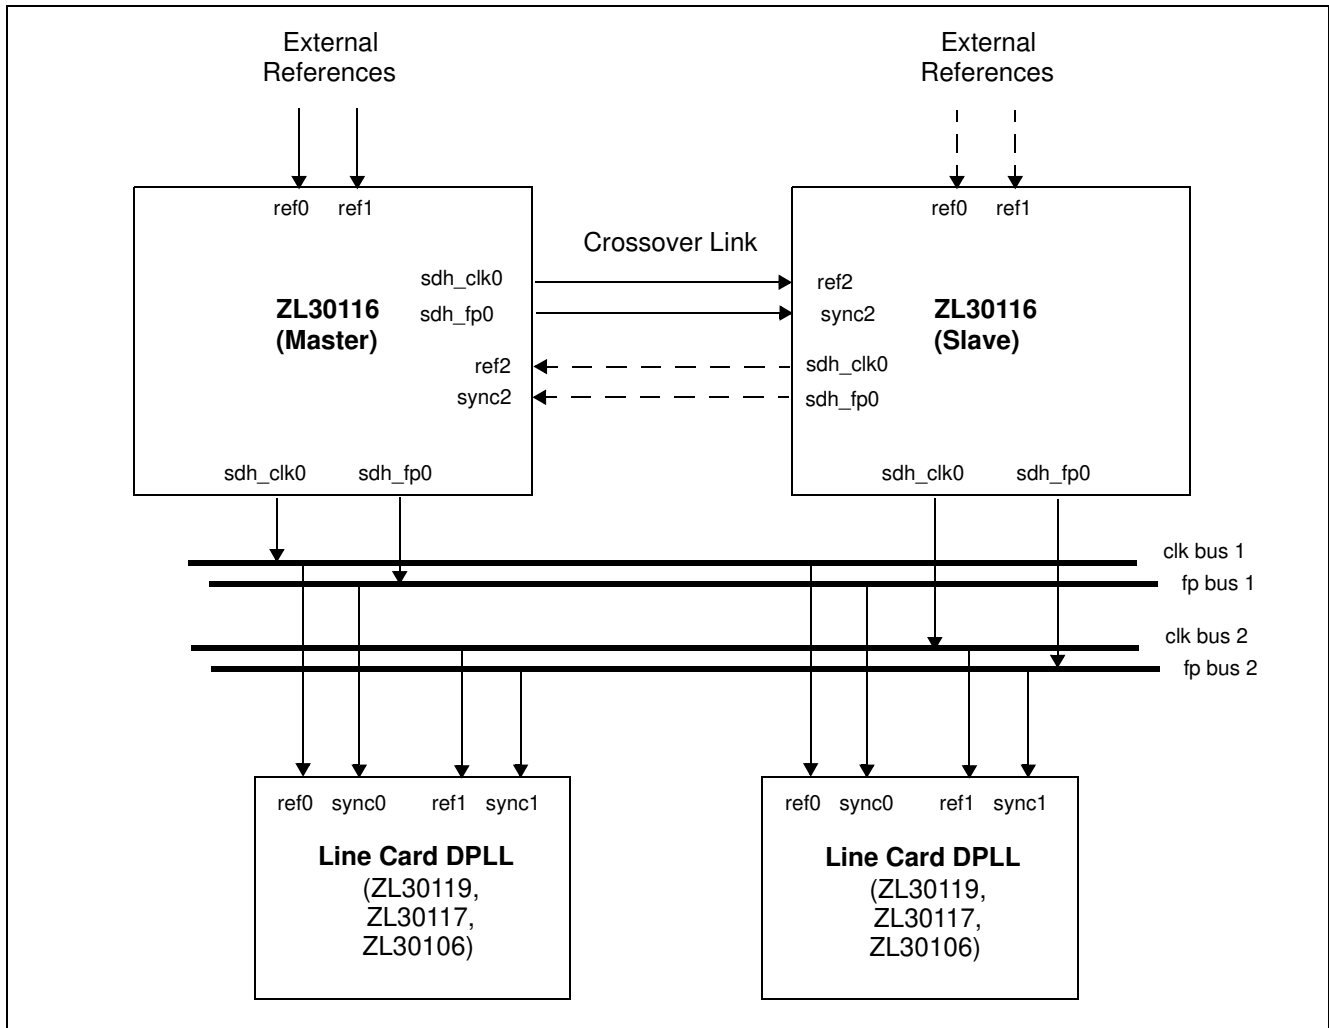 External
References
External
References
ref0 ref1
ref0 ref1
Crossover Link
sdh_clk0
sdh_fp0
ref2
sync2
ZL30116
(Master)
ref2
sync2
sdh_clk0
sdh_fp0
ZL30116
(Slave)
sdh_clk0 sdh_fp0
sdh_clk0 sdh_fp0
clk bus 1
fp bus 1
clk bus 2
fp bus 2
ref0 sync0 ref1 sync1
Line Card DPLL
(ZL30119,
ZL30117,
ZL30106)
ref0 sync0 ref1 sync1
Line Card DPLL
(ZL30119,
ZL30117,
ZL30106)